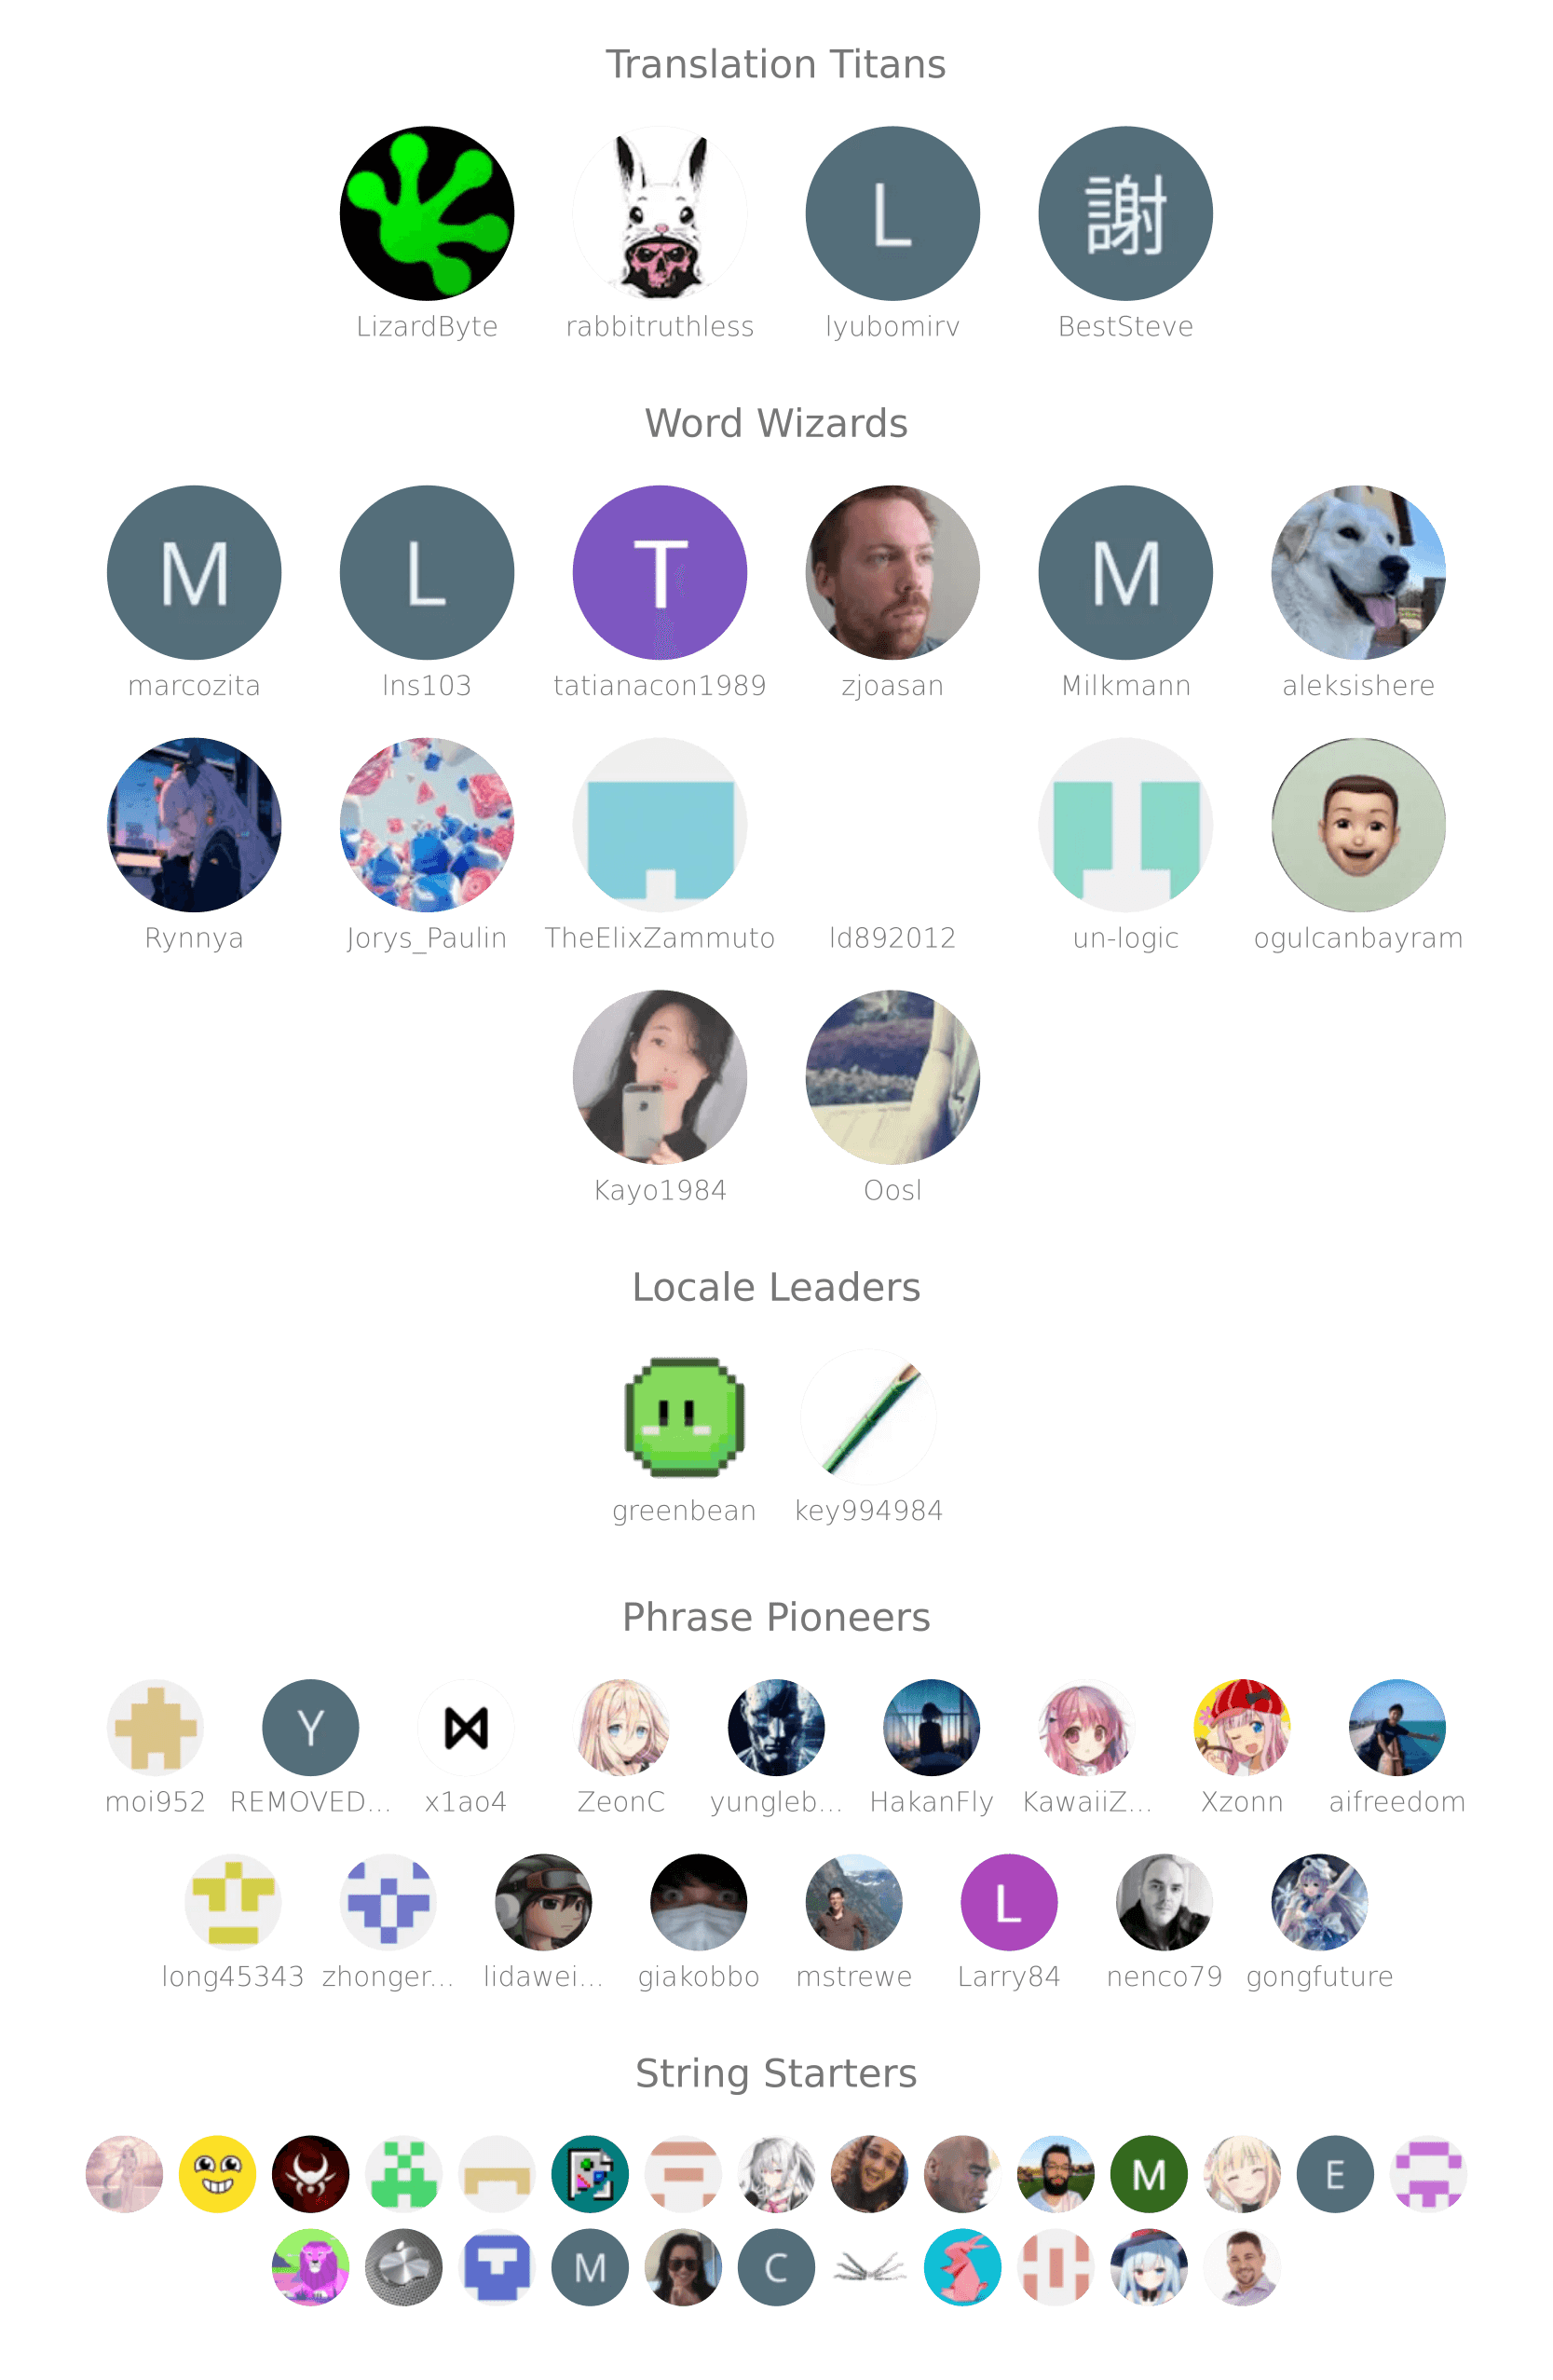 Translation Titans
L 謝
LizardByte rabbitruthless lyubomirv BestSteve
Word Wizards
M L T M
marcozita lns103 tatianacon1989 zjoasan Milkmann aleksishere
Rynnya Jorys_Paulin TheElixZammuto ld892012 un-logic ogulcanbayram
Kayo1984 Oosl
Locale Leaders
greenbean key994984
Phrase Pioneers
Y
moi952 REMOVED... x1ao4 ZeonC yungleb... HakanFly KawaiiZ... Xzonn aifreedom
L
long45343 zhonger... lidawei... giakobbo mstrewe Larry84 nenco79 gongfuture
String Starters
M E
M C